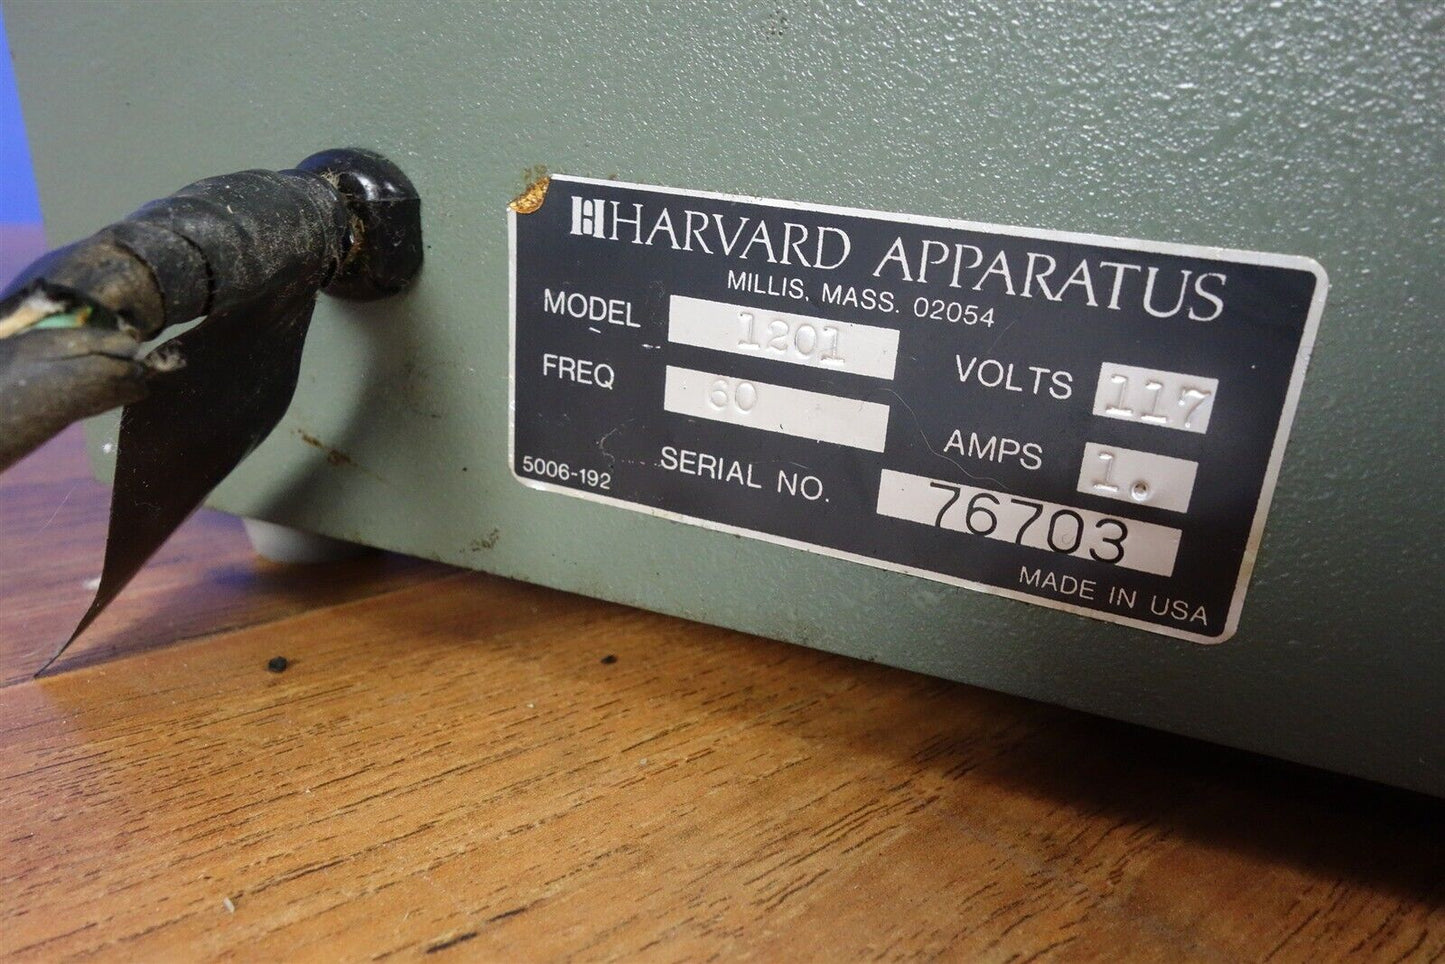 HARVARD APPARATUS
MILLIS, MASS. 02054
MODEL 1201 VOLTS 117
FREQ 60 AMPS 1.
5006-192 SERIAL NO. 76703
MADE IN USA